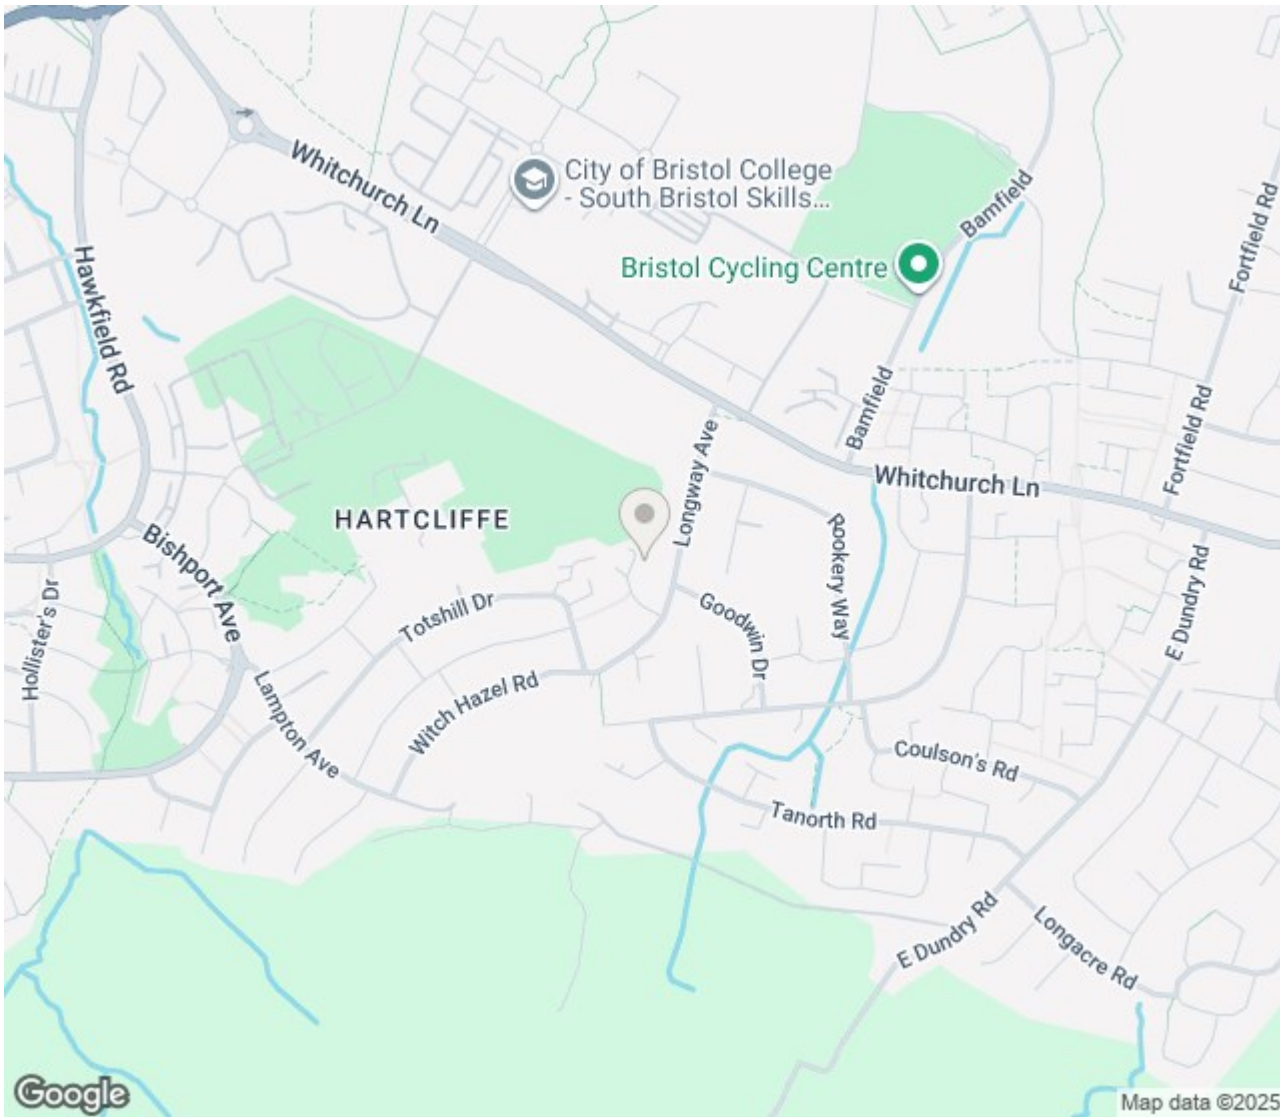 Whitchurch Ln
City of Bristol College
- South Bristol Skills...
Bamfield
Fortfield Rd
Bristol Cycling Centre
Hawkfield Rd
Bamfield
Fortfield Rd
Longway Ave
Whitchurch Ln
HARTCLIFFE
Rookery Way
Bishport Ave
E Dundry Rd
Hollister's Dr
Totshill Dr
Goodwin Dr
Lampton Ave
Witch Hazel Rd
Coulson's Rd
Tanorth Rd
E Dundry Rd
Longacre Rd
Google
Map data ©2025